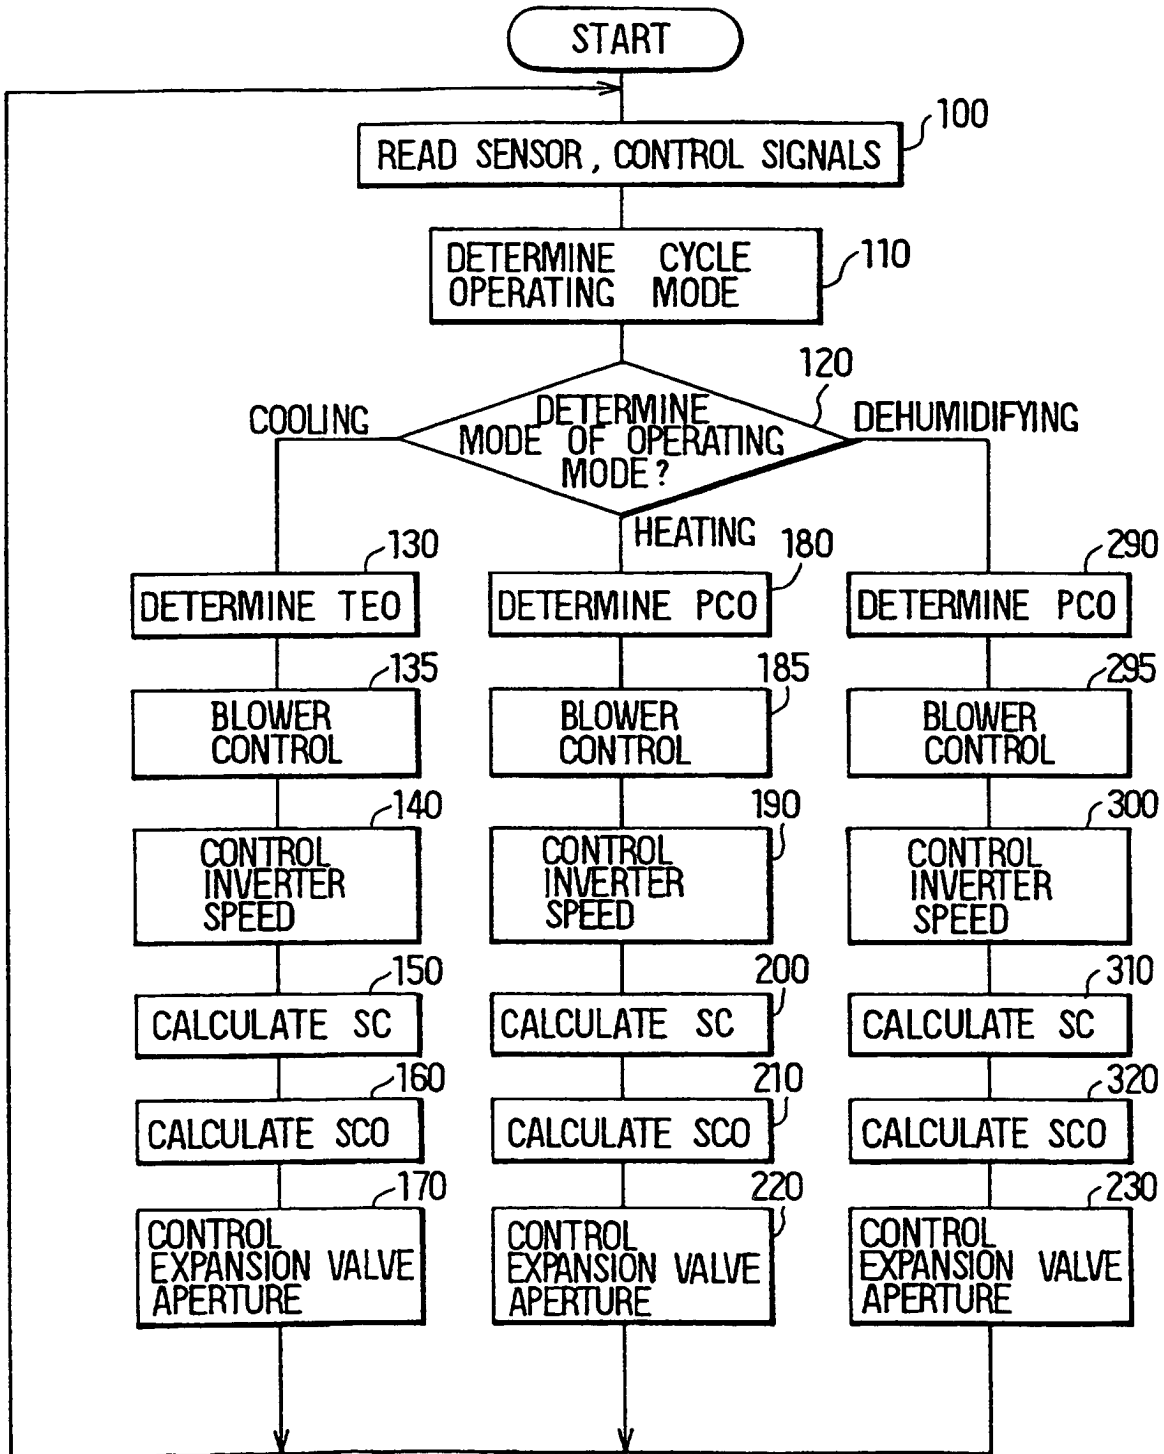 START
100
READ SENSOR, CONTROL SIGNALS
110
DETERMINE CYCLE
OPERATING MODE
120
COOLING
DETERMINE
MODE OF OPERATING
MODE?
DEHUMIDIFYING
HEATING
130
DETERMINE TEO
135
BLOWER
CONTROL
140
CONTROL
INVERTER
SPEED
150
CALCULATE SC
160
CALCULATE SCO
170
CONTROL
EXPANSION VALVE
APERTURE
180
DETERMINE PCO
185
BLOWER
CONTROL
190
CONTROL
INVERTER
SPEED
200
CALCULATE SC
210
CALCULATE SCO
220
CONTROL
EXPANSION VALVE
APERTURE
290
DETERMINE PCO
295
BLOWER
CONTROL
300
CONTROL
INVERTER
SPEED
310
CALCULATE SC
320
CALCULATE SCO
230
CONTROL
EXPANSION VALVE
APERTURE